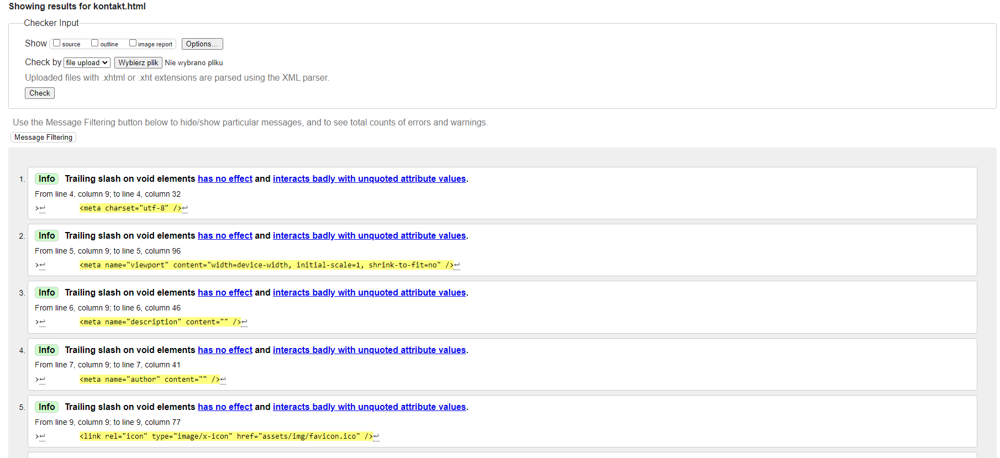 Showing results for kontakt.html
Checker Input
Show source outline image report Options...
Check by file upload Wybierz plik Nie wybrano pliku
Uploaded files with .xhtml or .xht extensions are parsed using the XML parser.
Check
Use the Message Filtering button below to hide/show particular messages, and to see total counts of errors and warnings.
Message Filtering
1. Info Trailing slash on void elements has no effect and interacts badly with unquoted attribute values.
From line 4, column 9; to line 4, column 32
>↩ <meta charset="utf-8" />↩
2. Info Trailing slash on void elements has no effect and interacts badly with unquoted attribute values.
From line 5, column 9; to line 5, column 96
>↩ <meta name="viewport" content="width=device-width, initial-scale=1, shrink-to-fit=no" />↩
3. Info Trailing slash on void elements has no effect and interacts badly with unquoted attribute values.
From line 6, column 9; to line 6, column 46
>↩ <meta name="description" content="" />↩
4. Info Trailing slash on void elements has no effect and interacts badly with unquoted attribute values.
From line 7, column 9; to line 7, column 41
>↩ <meta name="author" content="" />↩
5. Info Trailing slash on void elements has no effect and interacts badly with unquoted attribute values.
From line 9, column 9; to line 9, column 77
>↩ <link rel="icon" type="image/x-icon" href="assets/img/favicon.ico" />↩